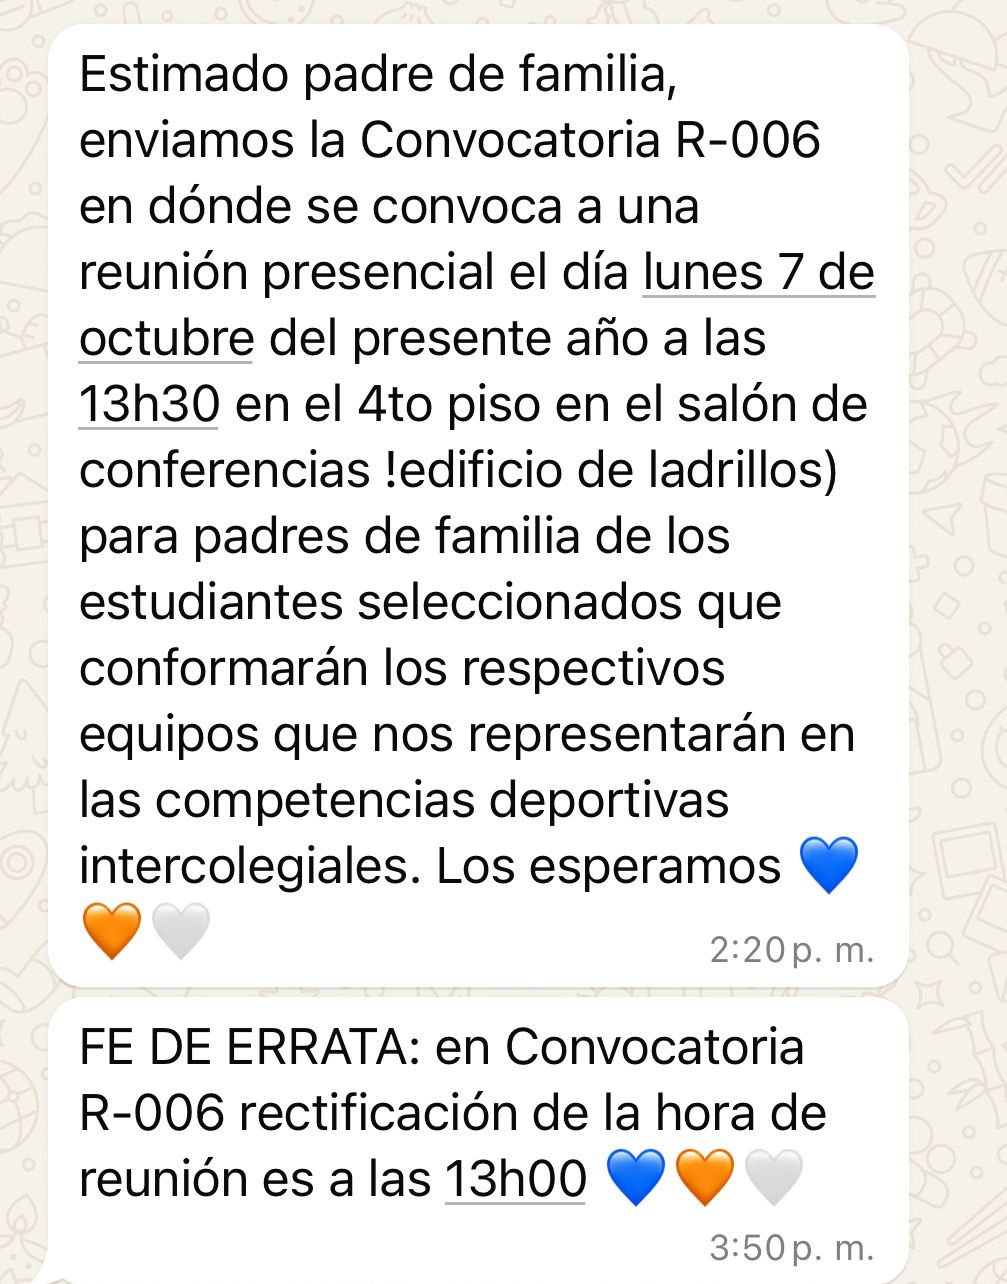 Estimado padre de familia,
enviamos la Convocatoria R-006
en dónde se convoca a una
reunión presencial el día lunes 7 de
octubre del presente año a las
13h30 en el 4to piso en el salón de
conferencias !edificio de ladrillos)
para padres de familia de los
estudiantes seleccionados que
conformarán los respectivos
equipos que nos representarán en
las competencias deportivas
intercolegiales. Los esperamos 💙
🧡🤍
2:20 p. m.
FE DE ERRATA: en Convocatoria
R-006 rectificación de la hora de
reunión es a las 13h00 💙🧡🤍
3:50 p. m.